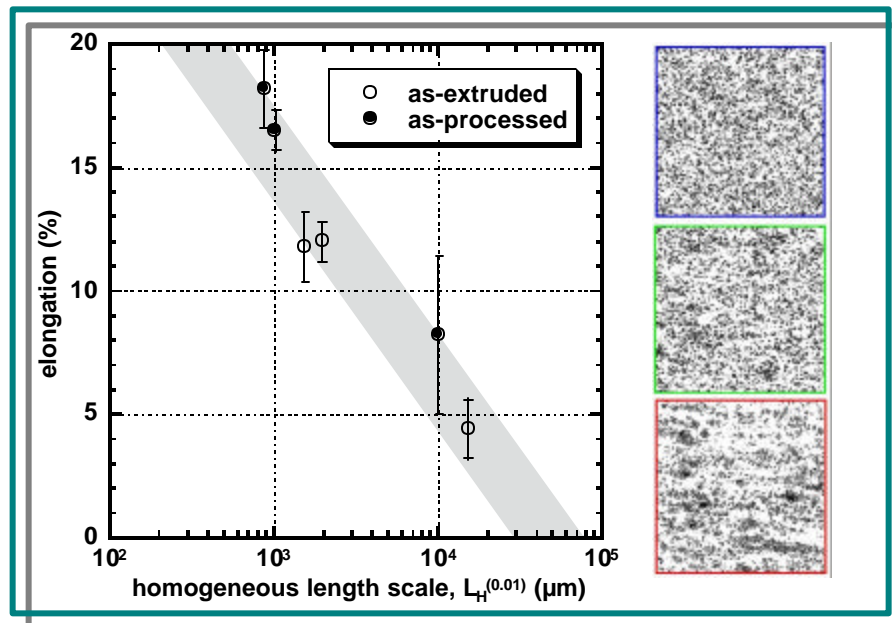 20
as-extruded
as-processed
15
10
5
0
elongation (%)
10² 10³ 10⁴ 10⁵
homogeneous length scale, L_H^(0.01) (µm)